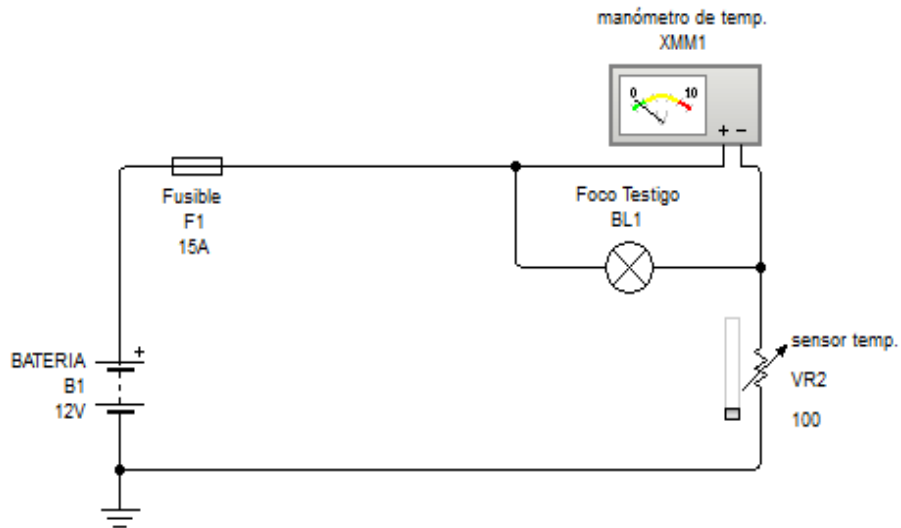 manómetro de temp.
XMM1
0
10
+ −
Fusible
F1
15A
Foco Testigo
BL1
BATERIA
+
B1
12V
sensor temp.
VR2
100